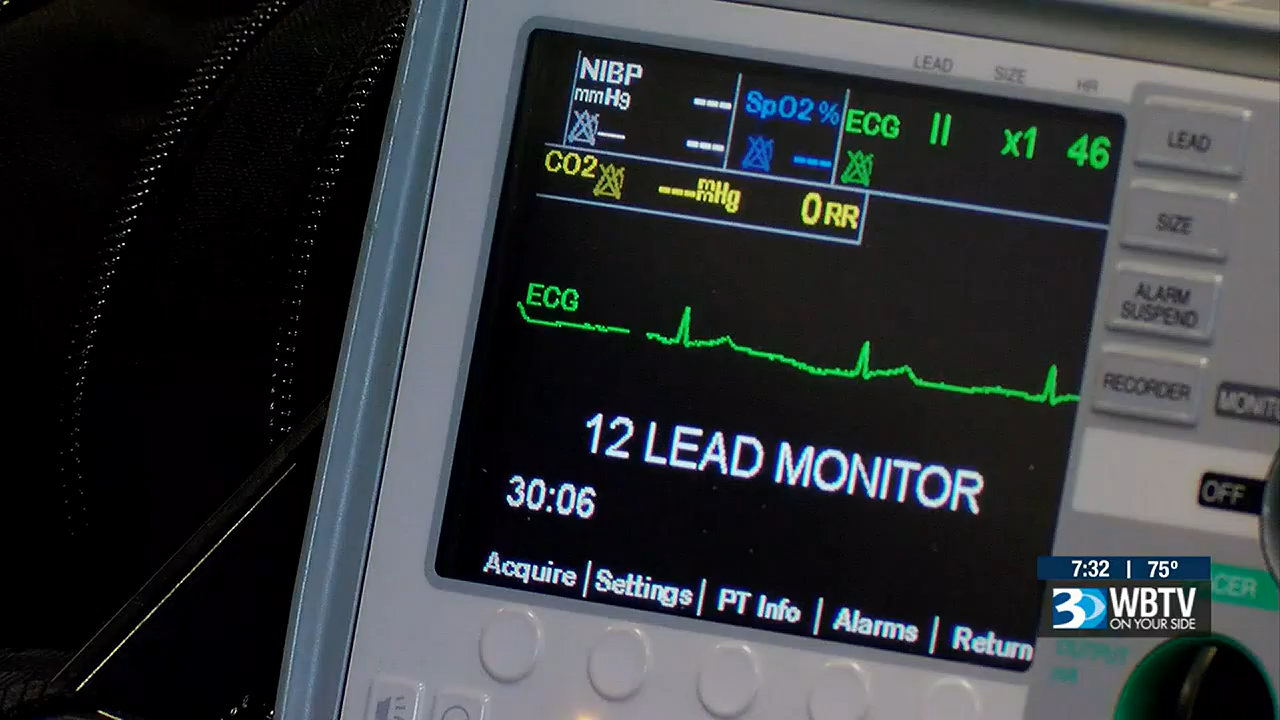 LEAD SIZE HR
NIBP
mmHg
---
---
SpO2 %
---
ECG II x1 46
CO2 ---mmHg 0 RR
ECG
12 LEAD MONITOR
30:06
Acquire | Settings | PT Info | Alarms | Return
LEAD
SIZE
ALARM
SUSPEND
RECORDER
OFF
7:32 | 75°
3 WBTV
ON YOUR SIDE
OUTPUT